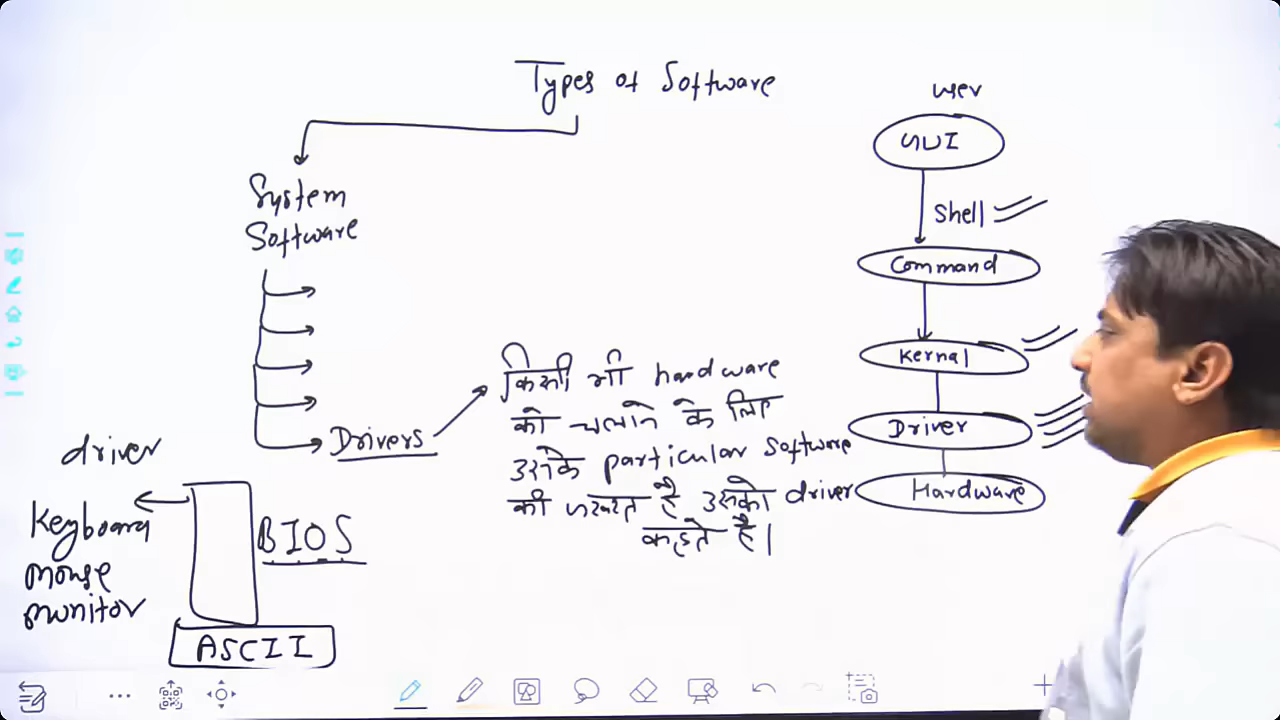 Types of Software
System
Software
Drivers
किसी भी hardware
को चलाने के लिए
उसके particular software
की जरूरत है उसको driver
कहते है।
driver
Keyboard
mouse
monitor
BIOS
ASCII
user
GUI
Shell
Command
Kernal
Driver
Hardware